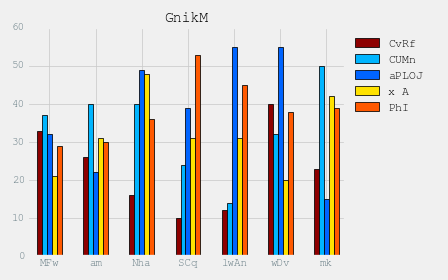 GnikM
60
50
40
30
20
10
0
MFw am Nha SCq lwAn wDv mk
CvRf
CUMn
aPLOJ
x A
PhI